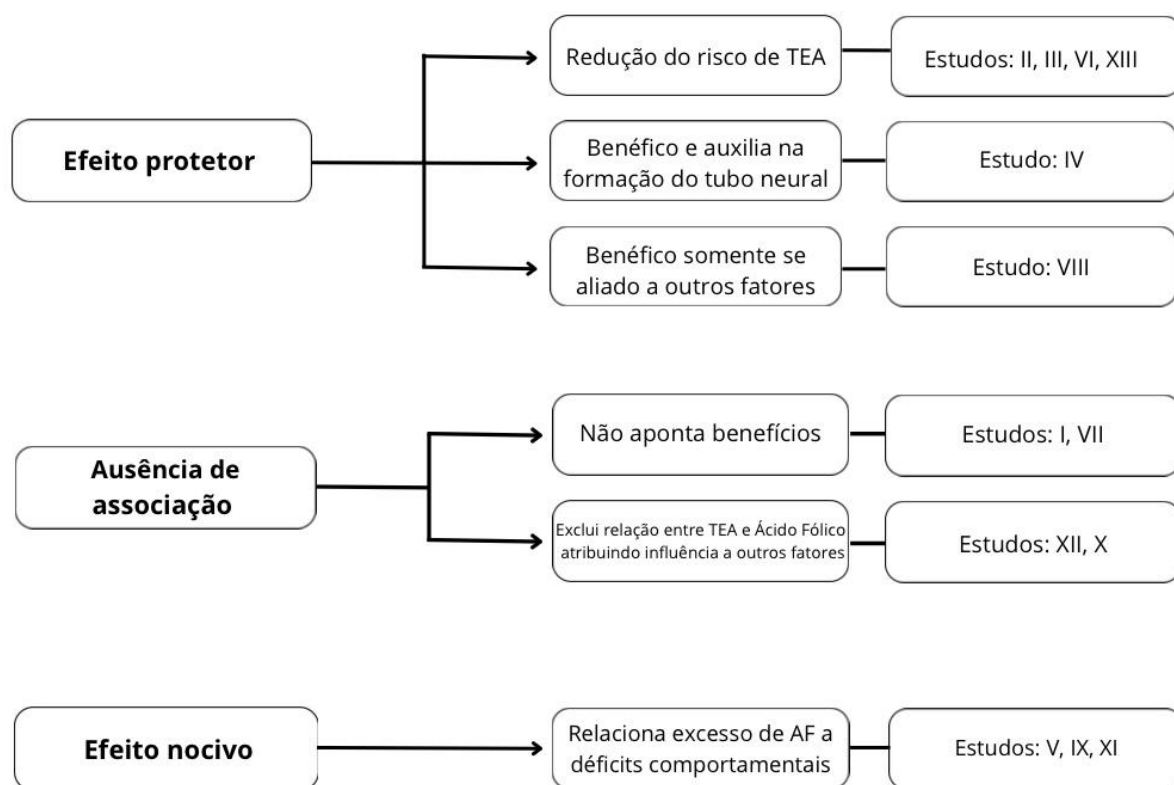 Efeito protetor
Redução do risco de TEA
Estudos: II, III, VI, XIII
Benéfico e auxilia na
formação do tubo neural
Estudo: IV
Benéfico somente se
aliado a outros fatores
Estudo: VIII
Ausência de
associação
Não aponta benefícios
Estudos: I, VII
Exclui relação entre TEA e Ácido Fólico
atribuindo influência a outros fatores
Estudos: XII, X
Efeito nocivo
Relaciona excesso de AF a
déficits comportamentais
Estudos: V, IX, XI